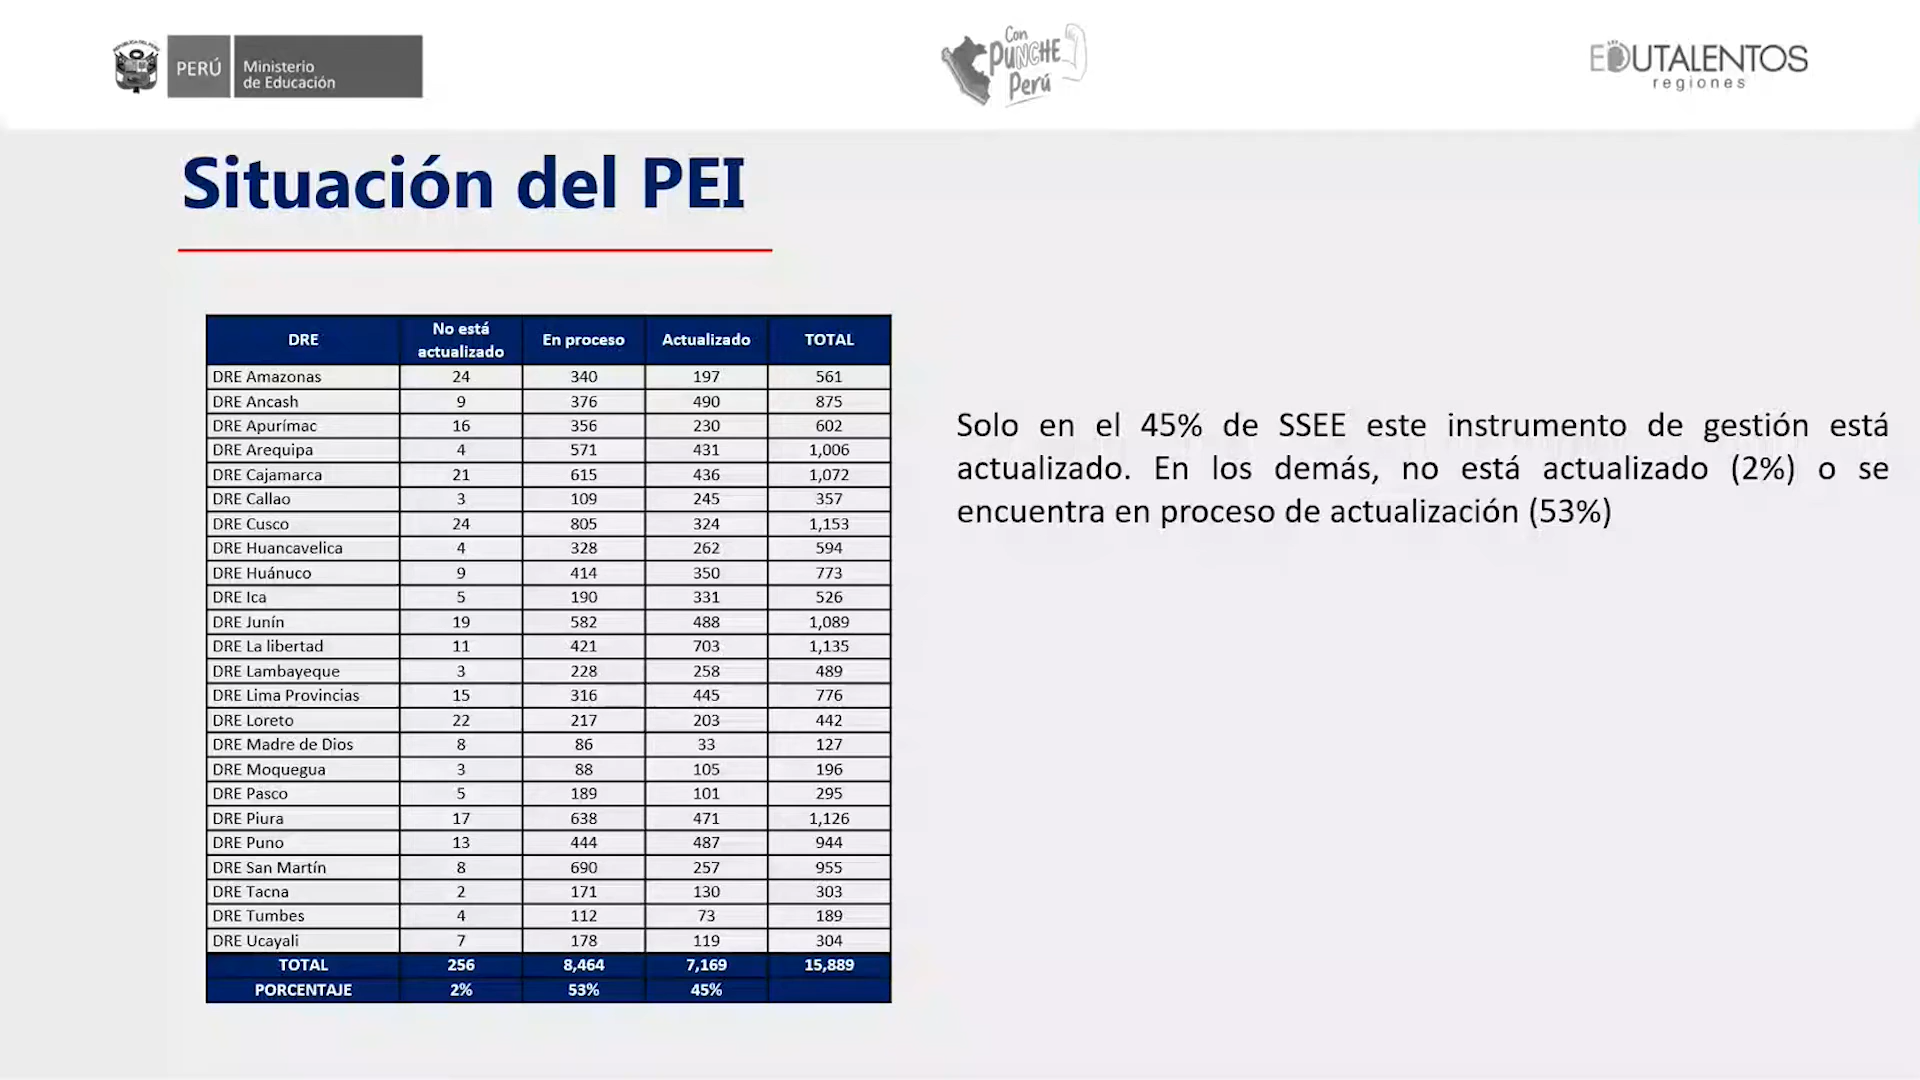 REPÚBLICA DEL PERÚ
PERÚ
Ministerio
de Educación
Con
PUNCHE
Perú
EDUTALENTOS
regiones
Situación del PEI
DRE No está actualizado En proceso Actualizado TOTAL
DRE Amazonas 24 340 197 561
DRE Ancash 9 376 490 875
DRE Apurímac 16 356 230 602
DRE Arequipa 4 571 431 1,006
DRE Cajamarca 21 615 436 1,072
DRE Callao 3 109 245 357
DRE Cusco 24 805 324 1,153
DRE Huancavelica 4 328 262 594
DRE Huánuco 9 414 350 773
DRE Ica 5 190 331 526
DRE Junín 19 582 488 1,089
DRE La libertad 11 421 703 1,135
DRE Lambayeque 3 228 258 489
DRE Lima Provincias 15 316 445 776
DRE Loreto 22 217 203 442
DRE Madre de Dios 8 86 33 127
DRE Moquegua 3 88 105 196
DRE Pasco 5 189 101 295
DRE Piura 17 638 471 1,126
DRE Puno 13 444 487 944
DRE San Martín 8 690 257 955
DRE Tacna 2 171 130 303
DRE Tumbes 4 112 73 189
DRE Ucayali 7 178 119 304
TOTAL 256 8,464 7,169 15,889
PORCENTAJE 2% 53% 45%
Solo en el 45% de SSEE este instrumento de gestión está
actualizado. En los demás, no está actualizado (2%) o se
encuentra en proceso de actualización (53%)